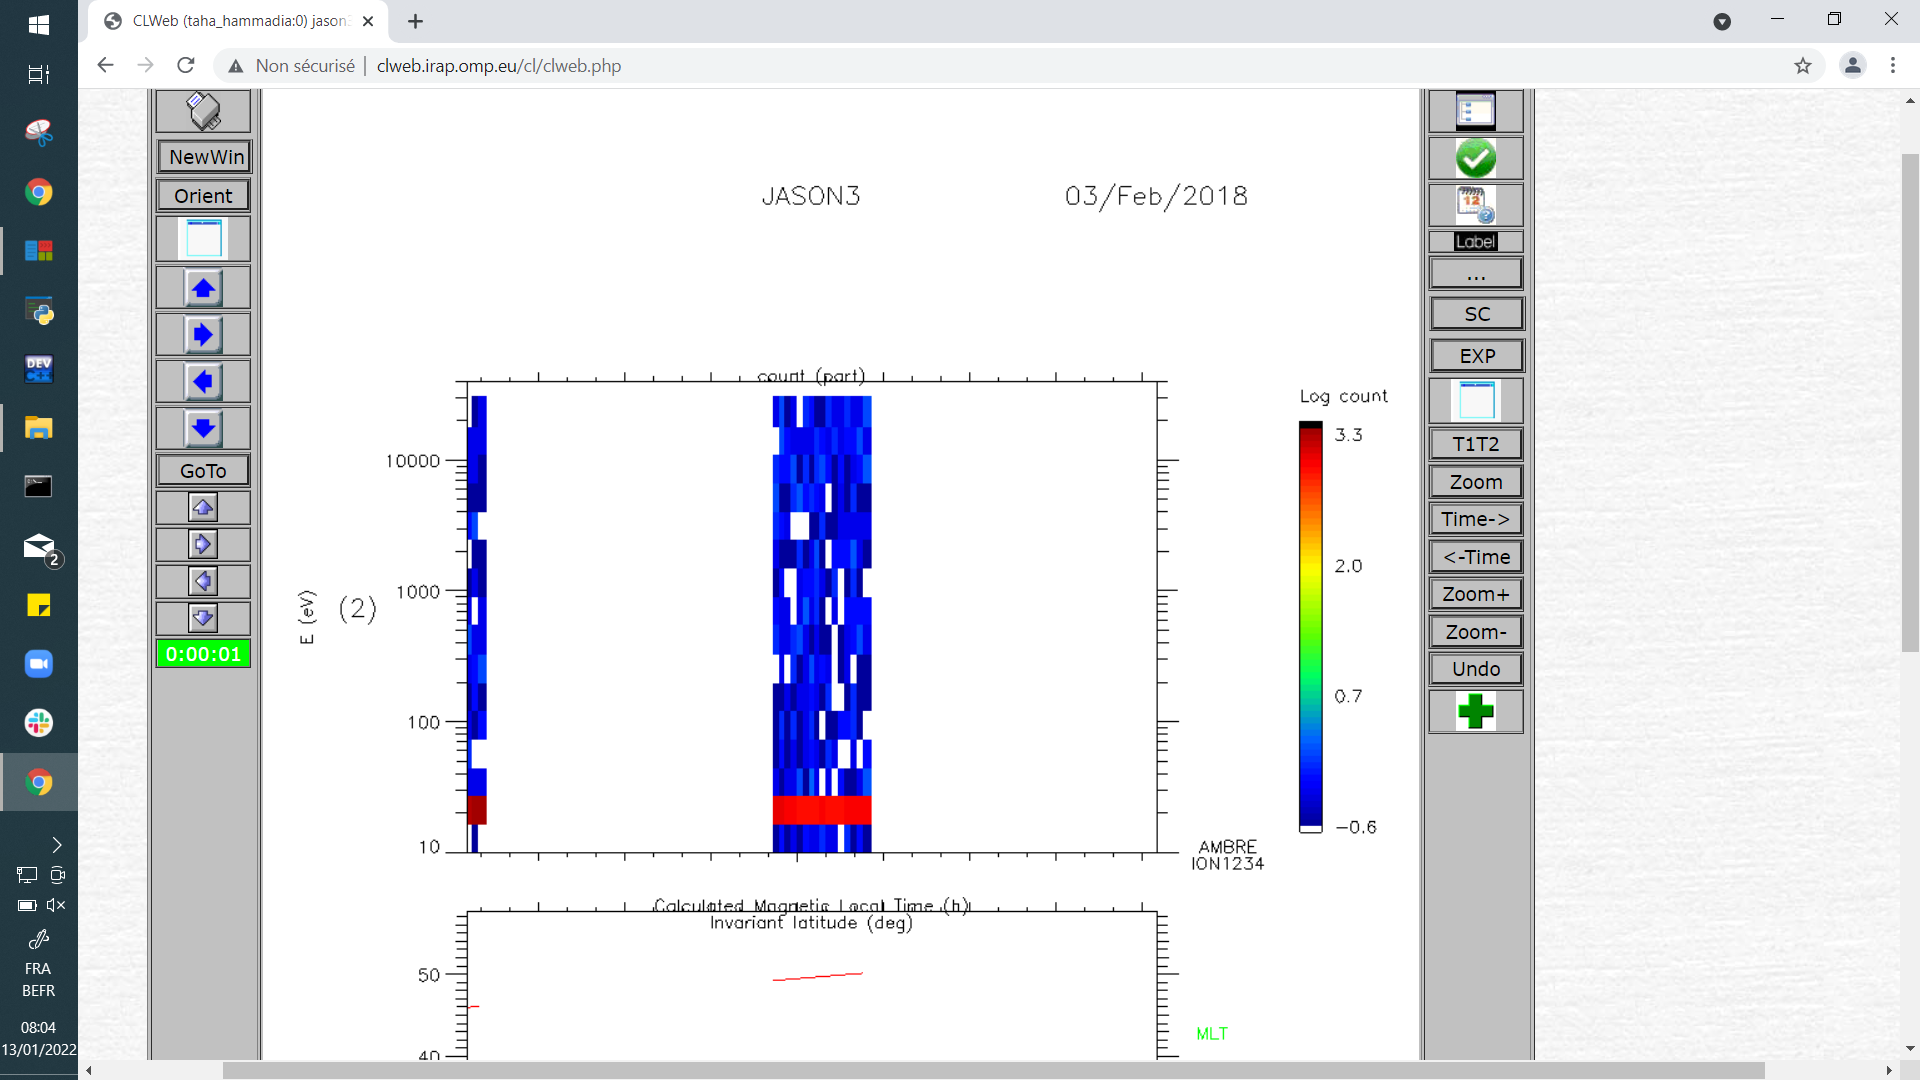 CLWeb (taha_hammadia:0) jason3
Non sécurisé | clweb.irap.omp.eu/cl/clweb.php
NewWin
Orient
GoTo
0:00:01
JASON3 03/Feb/2018
count (part)
E (eV) (2)
10000
1000
100
10
Log count
3.3
2.0
0.7
−0.6
AMBRE
ION1234
Calculated Magnetic Local Time (h)
Invariant latitude (deg)
50
40
MLT
12
Label
...
SC
EXP
T1T2
Zoom
Time->
<-Time
Zoom+
Zoom-
Undo
DEV
C++
2
FRA
BEFR
08:04
13/01/2022